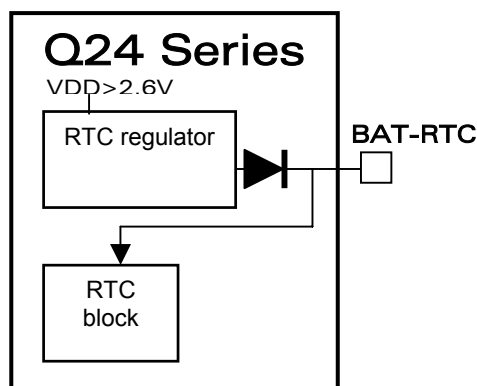 Q24 Series
VDD>2.6V
RTC regulator
BAT-RTC
RTC
block